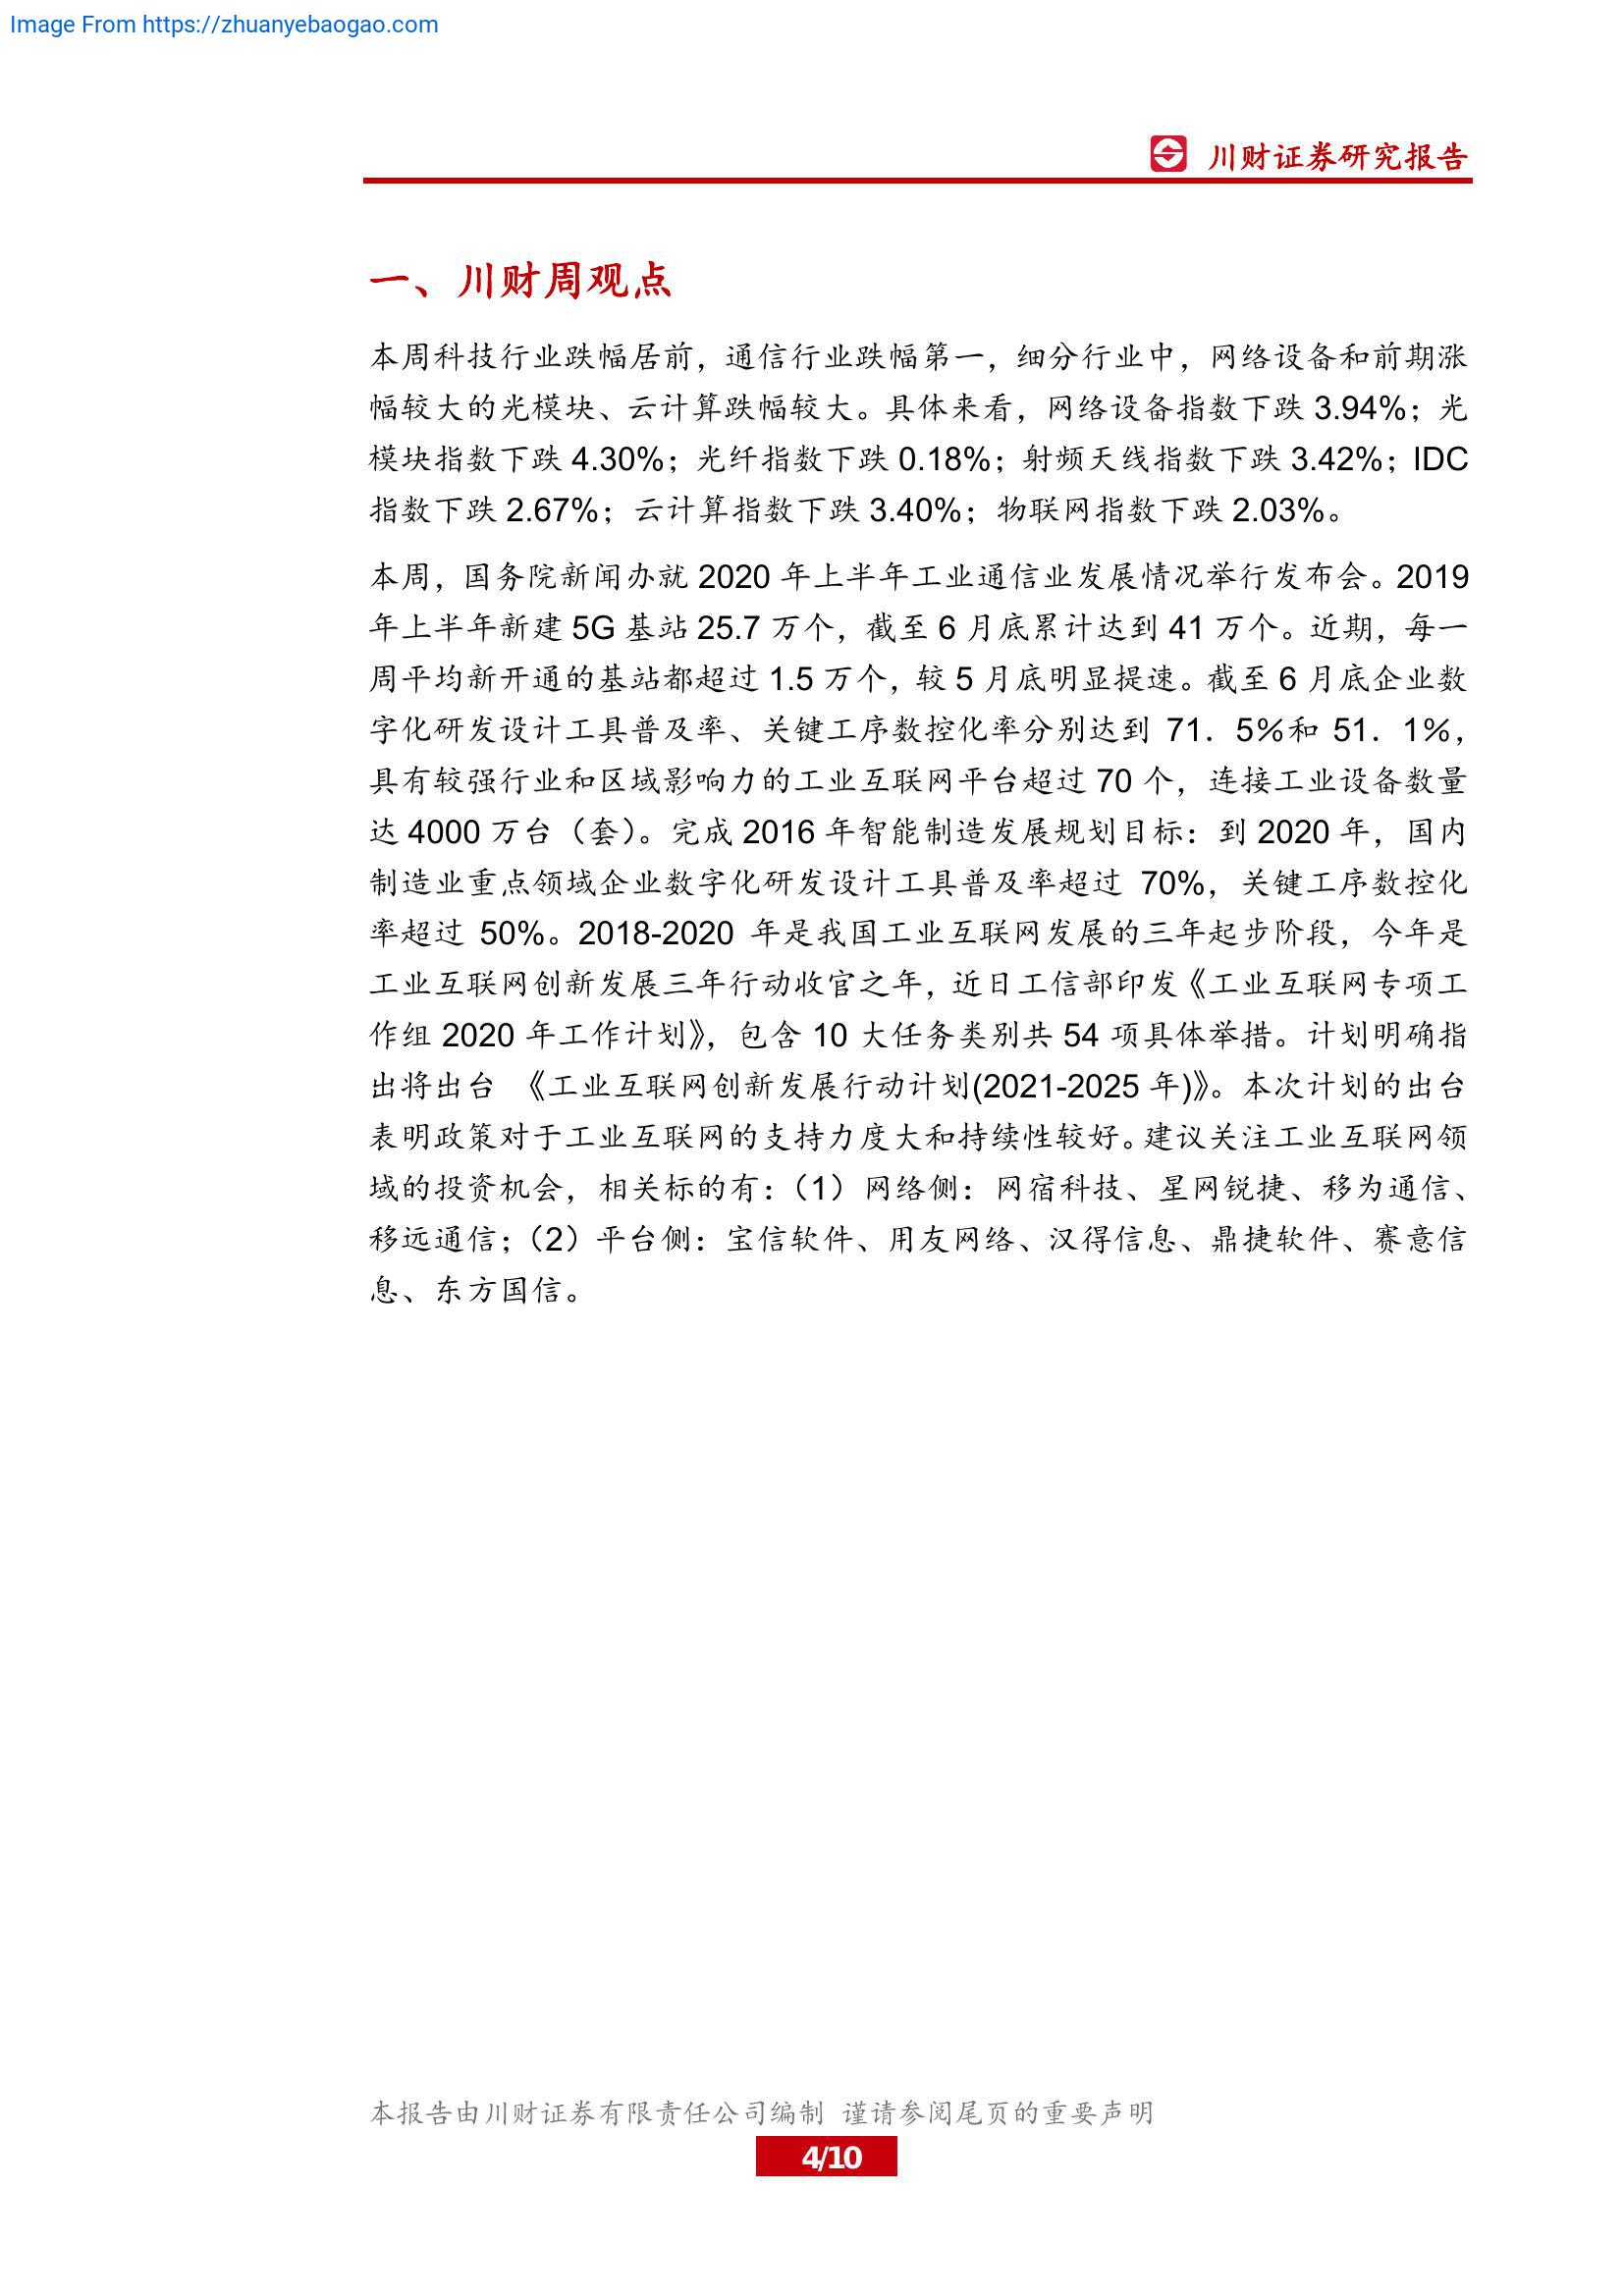 Image From https://zhuanyebaogao.com
川财证券研究报告
一、川财周观点
本周科技行业跌幅居前，通信行业跌幅第一，细分行业中，网络设备和前期涨
幅较大的光模块、云计算跌幅较大。具体来看，网络设备指数下跌 3.94%；光
模块指数下跌 4.30%；光纤指数下跌 0.18%；射频天线指数下跌 3.42%；IDC
指数下跌 2.67%；云计算指数下跌 3.40%；物联网指数下跌 2.03%。
本周，国务院新闻办就 2020 年上半年工业通信业发展情况举行发布会。2019
年上半年新建 5G 基站 25.7 万个，截至 6 月底累计达到 41 万个。近期，每一
周平均新开通的基站都超过 1.5 万个，较 5 月底明显提速。截至 6 月底企业数
字化研发设计工具普及率、关键工序数控化率分别达到 71．5％和 51．1％，
具有较强行业和区域影响力的工业互联网平台超过 70 个，连接工业设备数量
达 4000 万台（套）。完成 2016 年智能制造发展规划目标：到 2020 年，国内
制造业重点领域企业数字化研发设计工具普及率超过 70%，关键工序数控化
率超过 50%。2018-2020 年是我国工业互联网发展的三年起步阶段，今年是
工业互联网创新发展三年行动收官之年，近日工信部印发《工业互联网专项工
作组 2020 年工作计划》，包含 10 大任务类别共 54 项具体举措。计划明确指
出将出台 《工业互联网创新发展行动计划(2021-2025 年)》。本次计划的出台
表明政策对于工业互联网的支持力度大和持续性较好。建议关注工业互联网领
域的投资机会，相关标的有：（1）网络侧：网宿科技、星网锐捷、移为通信、
移远通信；（2）平台侧：宝信软件、用友网络、汉得信息、鼎捷软件、赛意信
息、东方国信。
本报告由川财证券有限责任公司编制 谨请参阅尾页的重要声明
4/10